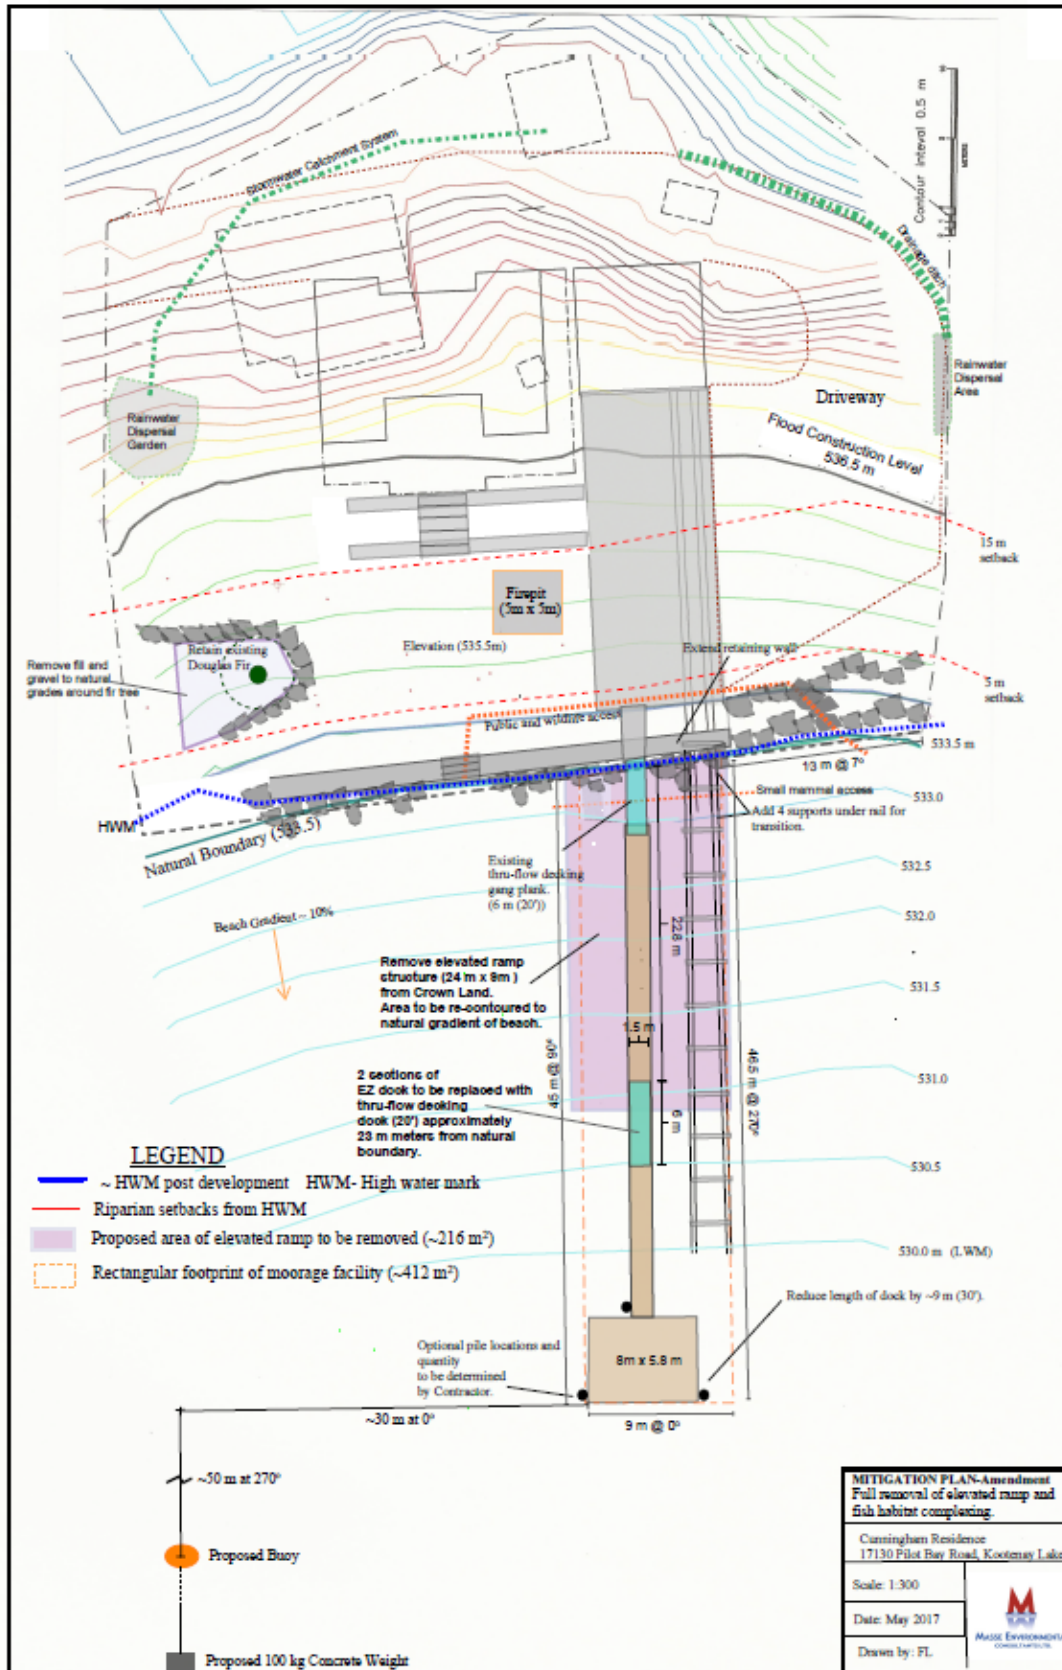 Contour inteval 0.5 m
METERS
Stormwater Catchment System
Drainage ditch
Rainwater
Dispersal
Area
Rainwater
Dispersal
Garden
Driveway
Flood Construction Level
536.5 m
15 m
setback
Firepit
(5m x 5m)
Retain existing
Douglas Fir
Elevation (535.5m)
Extend retaining wall
Remove fill and
gravel to natural
grades around fir tree
5 m
setback
Public and wildlife access
533.5 m
13 m @ 7°
Small mammal access
533.0
Add 4 supports under rail for
transition.
HWM
Natural Boundary (533.5)
Existing
thru-flow decking
gang plank.
(6 m (20'))
532.5
Beach Gradient ~ 10%
532.0
22.8 m
Remove elevated ramp
structure (24 m x 9m )
from Crown Land.
Area to be re-contoured to
natural gradient of beach.
531.5
1.5 m
45 m @ 90°
46.5 m @ 270°
531.0
2 sections of
EZ dock to be replaced with
thru-flow decking
dock (20') approximately
23 m meters from natural
boundary.
6 m
530.5
LEGEND
~ HWM post development HWM- High water mark
Riparian setbacks from HWM
Proposed area of elevated ramp to be removed (~216 m²)
Rectangular footprint of moorage facility (~412 m²)
530.0 m (LWM)
Reduce length of dock by ~9 m (30').
Optional pile locations and
quantity
to be determined
by Contractor.
8m x 5.8 m
~30 m at 0°
9 m @ 0°
~50 m at 270°
Proposed Buoy
Proposed 100 kg Concrete Weight
MITIGATION PLAN-Amendment
Full removal of elevated ramp and
fish habitat complexing.
Cunningham Residence
17130 Pilot Bay Road, Kootenay Lake
Scale: 1:300
Date: May 2017
Drawn by: FL
MASSE ENVIRONMENTAL
CONSULTANTS LTD.